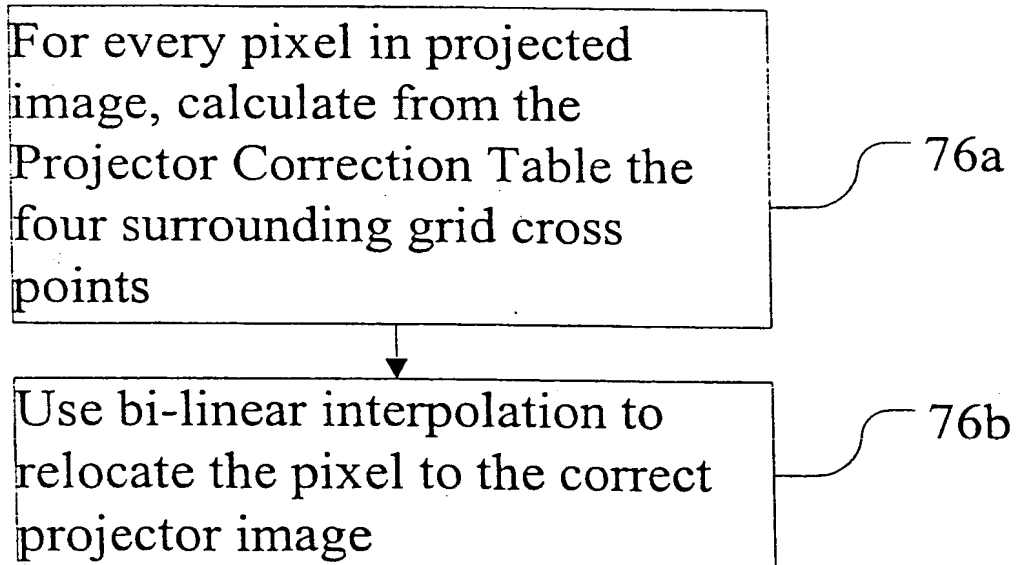 For every pixel in projected
image, calculate from the
Projector Correction Table the
four surrounding grid cross
points
76a
Use bi-linear interpolation to
relocate the pixel to the correct
projector image
76b